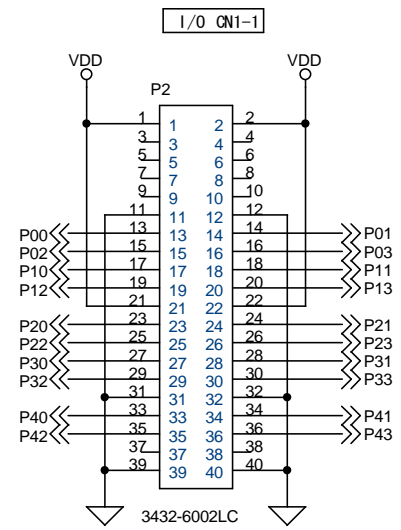 I/O CN1-1
VDD VDD
P2
1 1 2 2
3 3 4 4
5 5 6 6
7 7 8 8
9 9 10 10
11 11 12 12
P00 13 13 14 14 P01
P02 15 15 16 16 P03
P10 17 17 18 18 P11
P12 19 19 20 20 P13
21 21 22 22
P20 23 23 24 24 P21
P22 25 25 26 26 P23
P30 27 27 28 28 P31
P32 29 29 30 30 P33
31 31 32 32
P40 33 33 34 34 P41
P42 35 35 36 36 P43
37 37 38 38
39 39 40 40
3432-6002LC